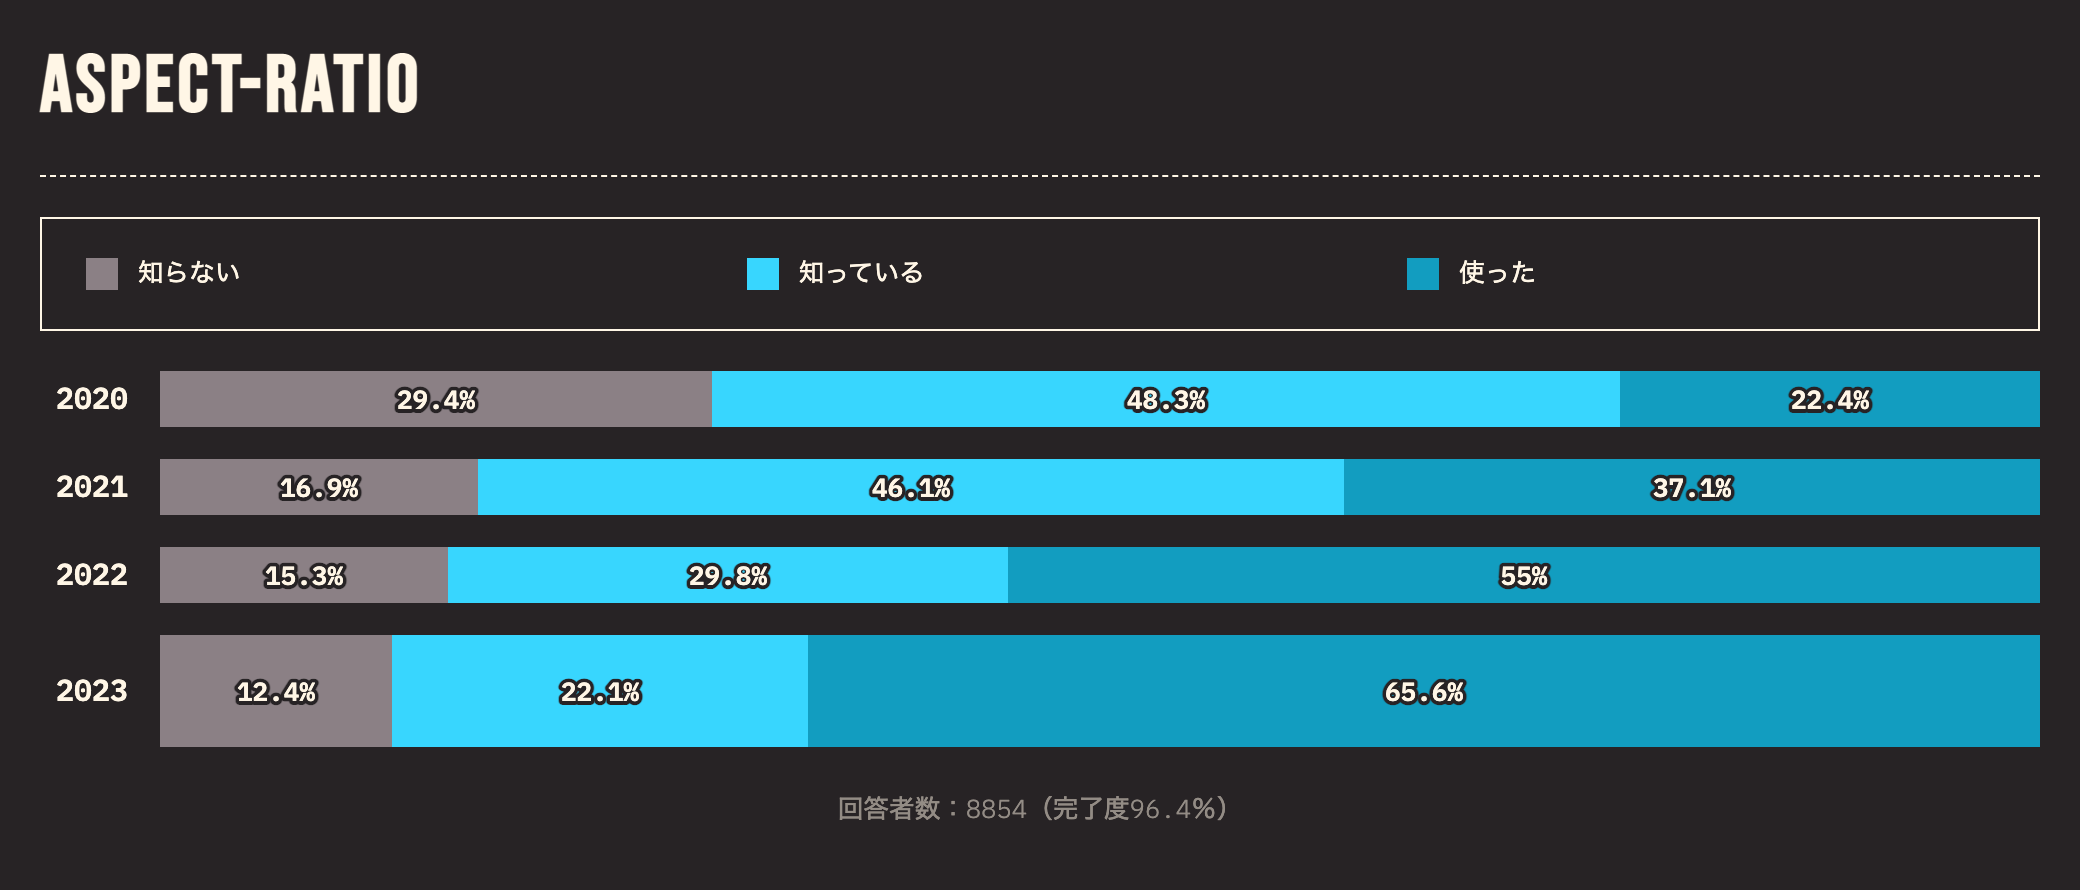 ASPECT-RATIO
知らない 知っている 使った
2020 29.4% 48.3% 22.4%
2021 16.9% 46.1% 37.1%
2022 15.3% 29.8% 55%
2023 12.4% 22.1% 65.6%
回答者数：8854（完了度96.4%）